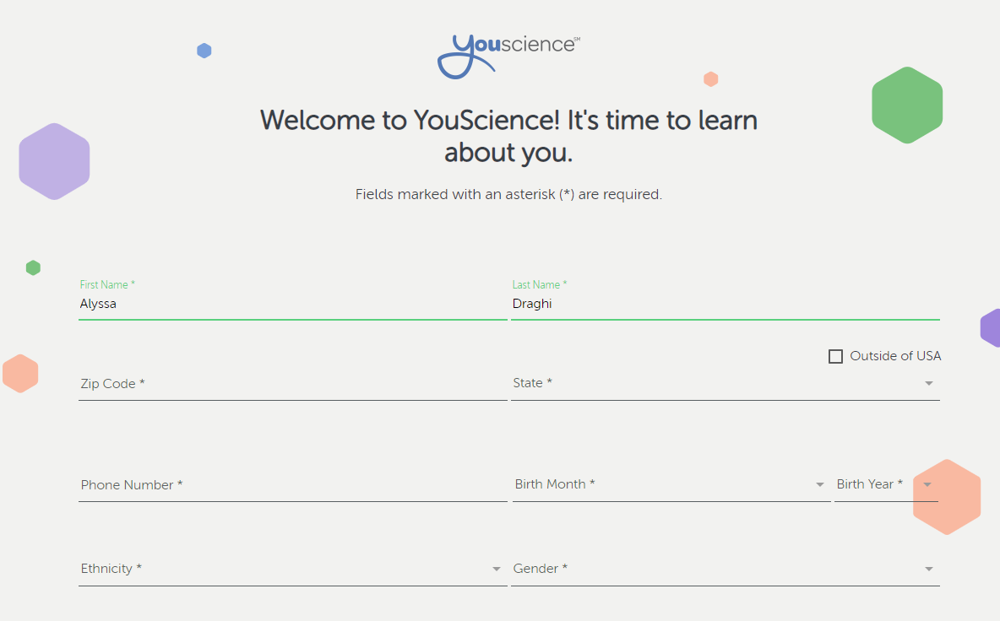 youscience℠
Welcome to YouScience! It's time to learn
about you.
Fields marked with an asterisk (*) are required.
First Name *
Last Name *
Alyssa
Draghi
Outside of USA
Zip Code *
State *
Phone Number *
Birth Month *
Birth Year *
Ethnicity *
Gender *